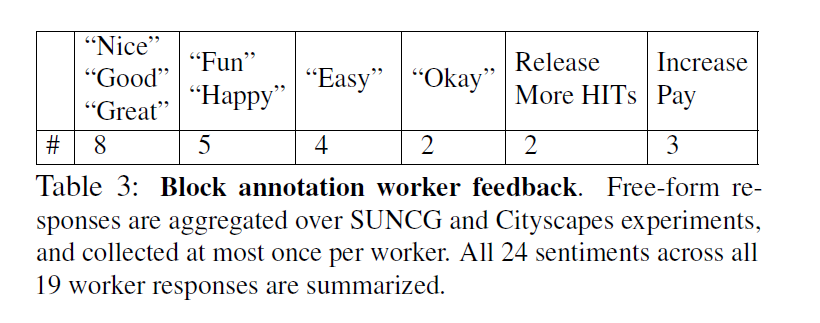 “Nice” “Good” “Great” “Fun” “Happy” “Easy” “Okay” Release More HITs Increase Pay
# 8 5 4 2 2 3
Table 3: Block annotation worker feedback. Free-form re-
sponses are aggregated over SUNCG and Cityscapes experiments,
and collected at most once per worker. All 24 sentiments across all
19 worker responses are summarized.